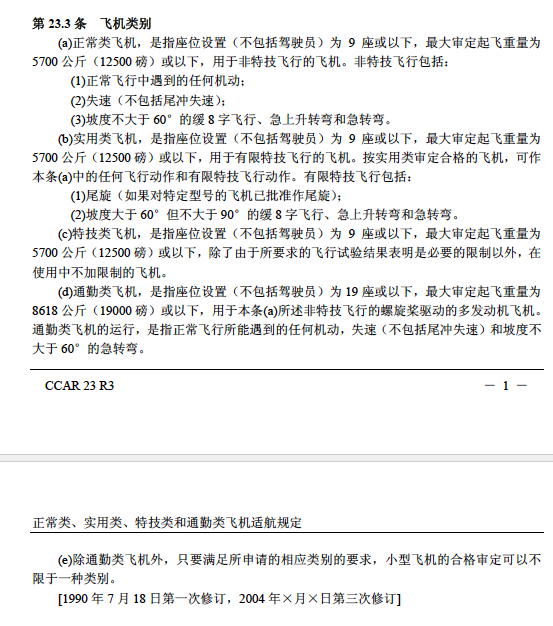 第 23.3 条 飞机类别
(a)正常类飞机，是指座位设置（不包括驾驶员）为 9 座或以下，最大审定起飞重量为
5700 公斤（12500 磅）或以下，用于非特技飞行的飞机。非特技飞行包括：
(1)正常飞行中遇到的任何机动；
(2)失速（不包括尾冲失速）；
(3)坡度不大于 60°的缓 8 字飞行、急上升转弯和急转弯。
(b)实用类飞机，是指座位设置（不包括驾驶员）为 9 座或以下，最大审定起飞重量为
5700 公斤（12500 磅）或以下，用于有限特技飞行的飞机。按实用类审定合格的飞机，可作
本条(a)中的任何飞行动作和有限特技飞行动作。有限特技飞行包括：
(1)尾旋（如果对特定型号的飞机已批准作尾旋）；
(2)坡度大于 60°但不大于 90°的缓 8 字飞行、急上升转弯和急转弯。
(c)特技类飞机，是指座位设置（不包括驾驶员）为 9 座或以下，最大审定起飞重量为
5700 公斤（12500 磅）或以下，除了由于所要求的飞行试验结果表明是必要的限制以外，在
使用中不加限制的飞机。
(d)通勤类飞机，是指座位设置（不包括驾驶员）为 19 座或以下，最大审定起飞重量为
8618 公斤（19000 磅）或以下，用于本条(a)所述非特技飞行的螺旋桨驱动的多发动机飞机。
通勤类飞机的运行，是指正常飞行所能遇到的任何机动，失速（不包括尾冲失速）和坡度不
大于 60°的急转弯。
CCAR 23 R3 － 1 －
正常类、实用类、特技类和通勤类飞机适航规定
(e)除通勤类飞机外，只要满足所申请的相应类别的要求，小型飞机的合格审定可以不
限于一种类别。
[1990 年 7 月 18 日第一次修订，2004 年×月×日第三次修订]